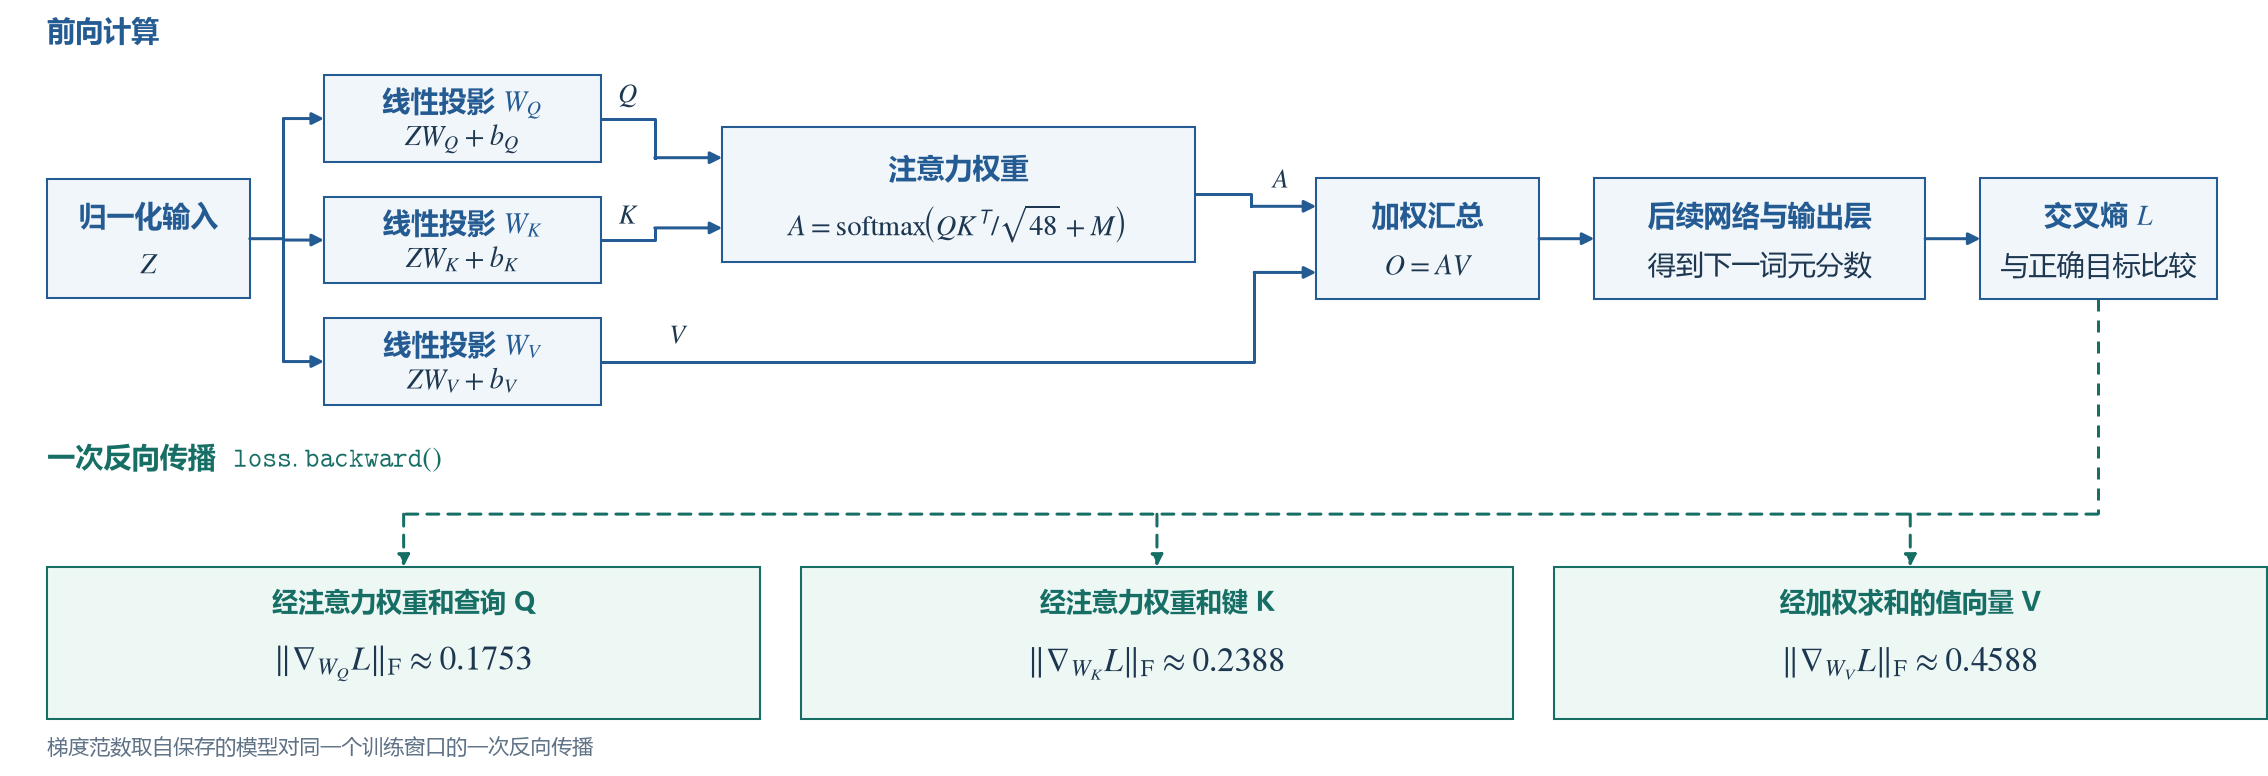 前向计算
归一化输入
Z
线性投影 W_Q
ZW_Q + b_Q
Q
线性投影 W_K
ZW_K + b_K
K
线性投影 W_V
ZW_V + b_V
V
注意力权重
A = softmax(QK^T/√48 + M)
A
加权汇总
O = AV
后续网络与输出层
得到下一词元分数
交叉熵 L
与正确目标比较
一次反向传播 loss.backward()
经注意力权重和查询 Q
‖∇_{W_Q}L‖_F ≈ 0.1753
经注意力权重和键 K
‖∇_{W_K}L‖_F ≈ 0.2388
经加权求和的值向量 V
‖∇_{W_V}L‖_F ≈ 0.4588
梯度范数取自保存的模型对同一个训练窗口的一次反向传播